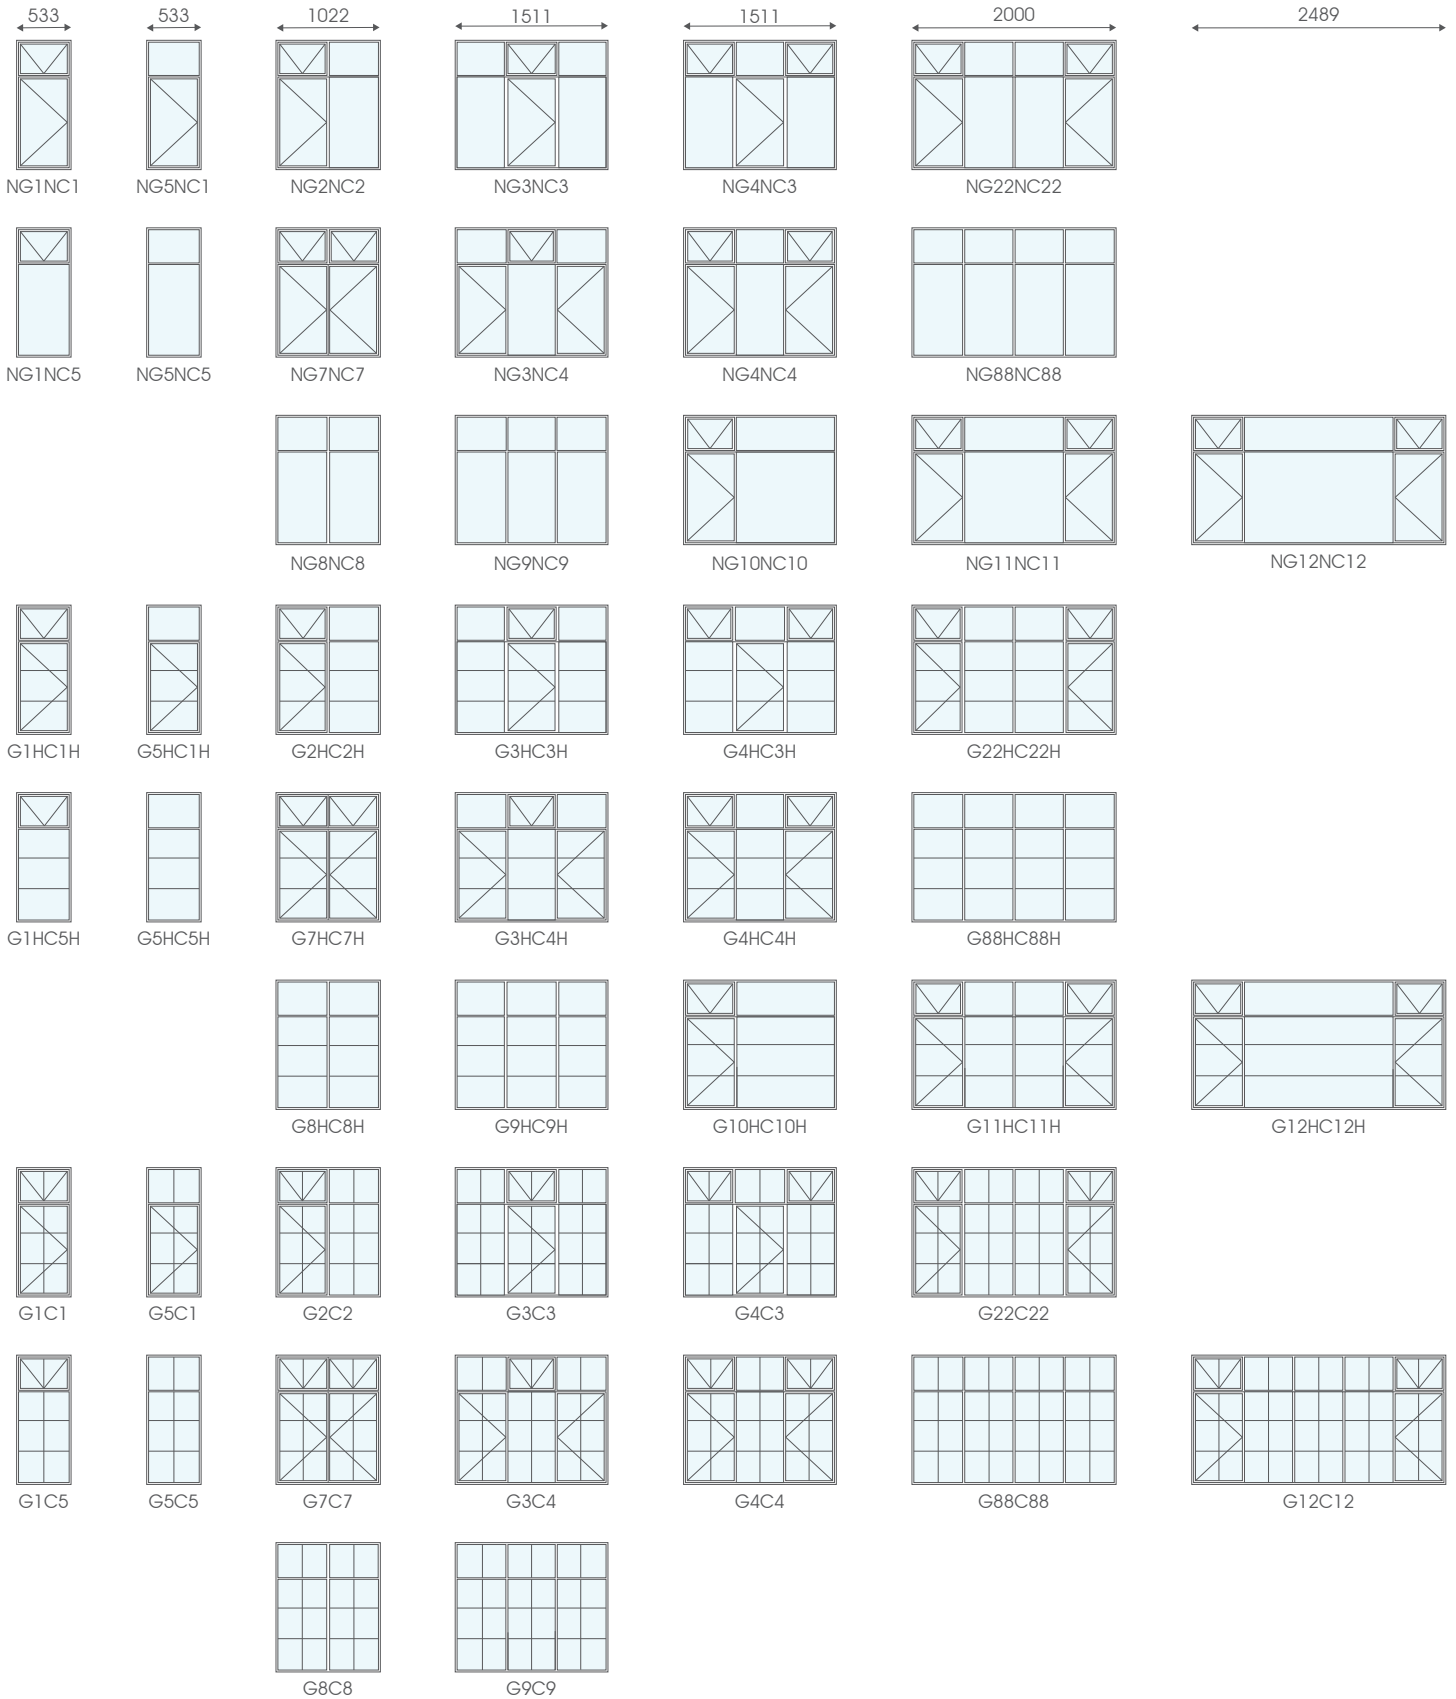 533 533 1022 1511 1511 2000 2489
NG1NC1 NG5NC1 NG2NC2 NG3NC3 NG4NC3 NG22NC22
NG1NC5 NG5NC5 NG7NC7 NG3NC4 NG4NC4 NG88NC88
NG8NC8 NG9NC9 NG10NC10 NG11NC11 NG12NC12
G1HC1H G5HC1H G2HC2H G3HC3H G4HC3H G22HC22H
G1HC5H G5HC5H G7HC7H G3HC4H G4HC4H G88HC88H
G8HC8H G9HC9H G10HC10H G11HC11H G12HC12H
G1C1 G5C1 G2C2 G3C3 G4C3 G22C22
G1C5 G5C5 G7C7 G3C4 G4C4 G88C88 G12C12
G8C8 G9C9